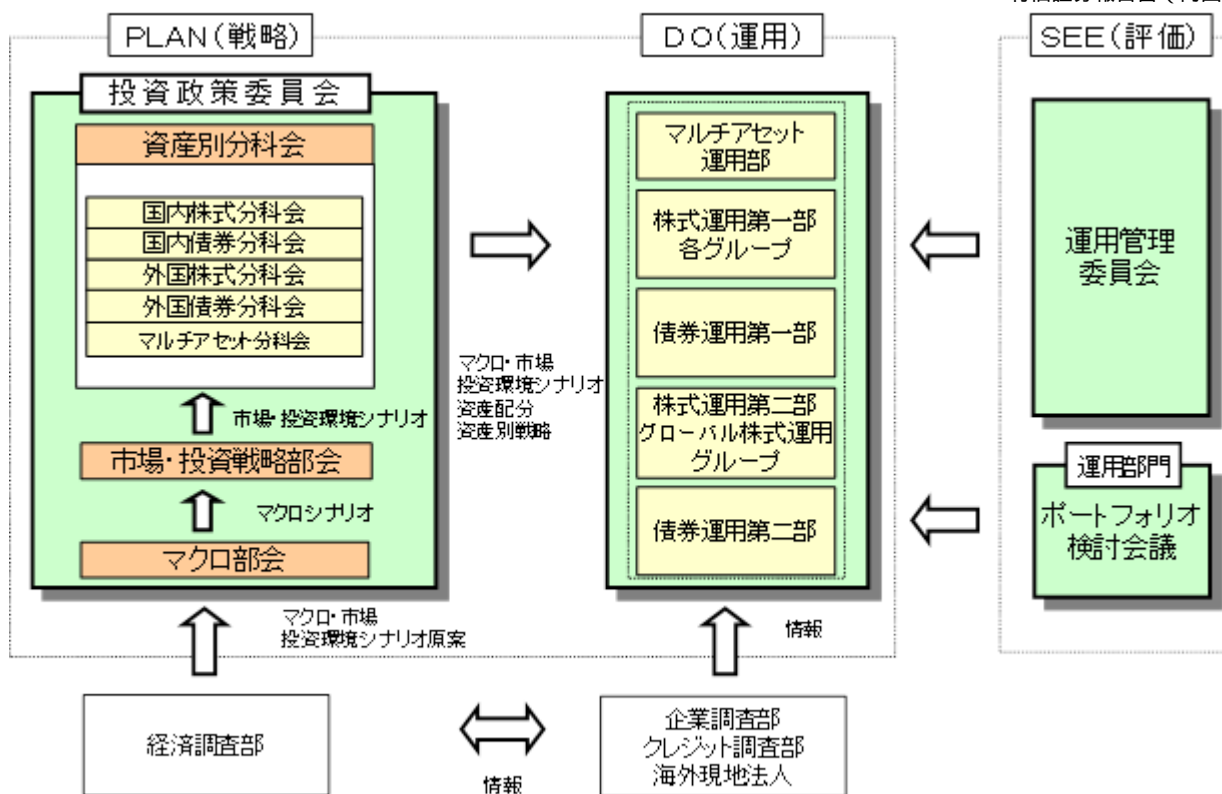 PLAN(戦略)
投資政策委員会
資産別分科会
国内株式分科会
国内債券分科会
外国株式分科会
外国債券分科会
マルチアセット分科会
市場・投資環境シナリオ
市場・投資戦略部会
マクロシナリオ
マクロ部会
マクロ・市場
投資環境シナリオ原案
経済調査部
マクロ・市場
投資環境シナリオ
資産配分
資産別戦略
DO(運用)
マルチアセット
運用部
株式運用第一部
各グループ
債券運用第一部
株式運用第二部
グローバル株式運用
グループ
債券運用第二部
情報
企業調査部
クレジット調査部
海外現地法人
情報
SEE(評価)
運用管理
委員会
運用部門
ポートフォリオ
検討会議